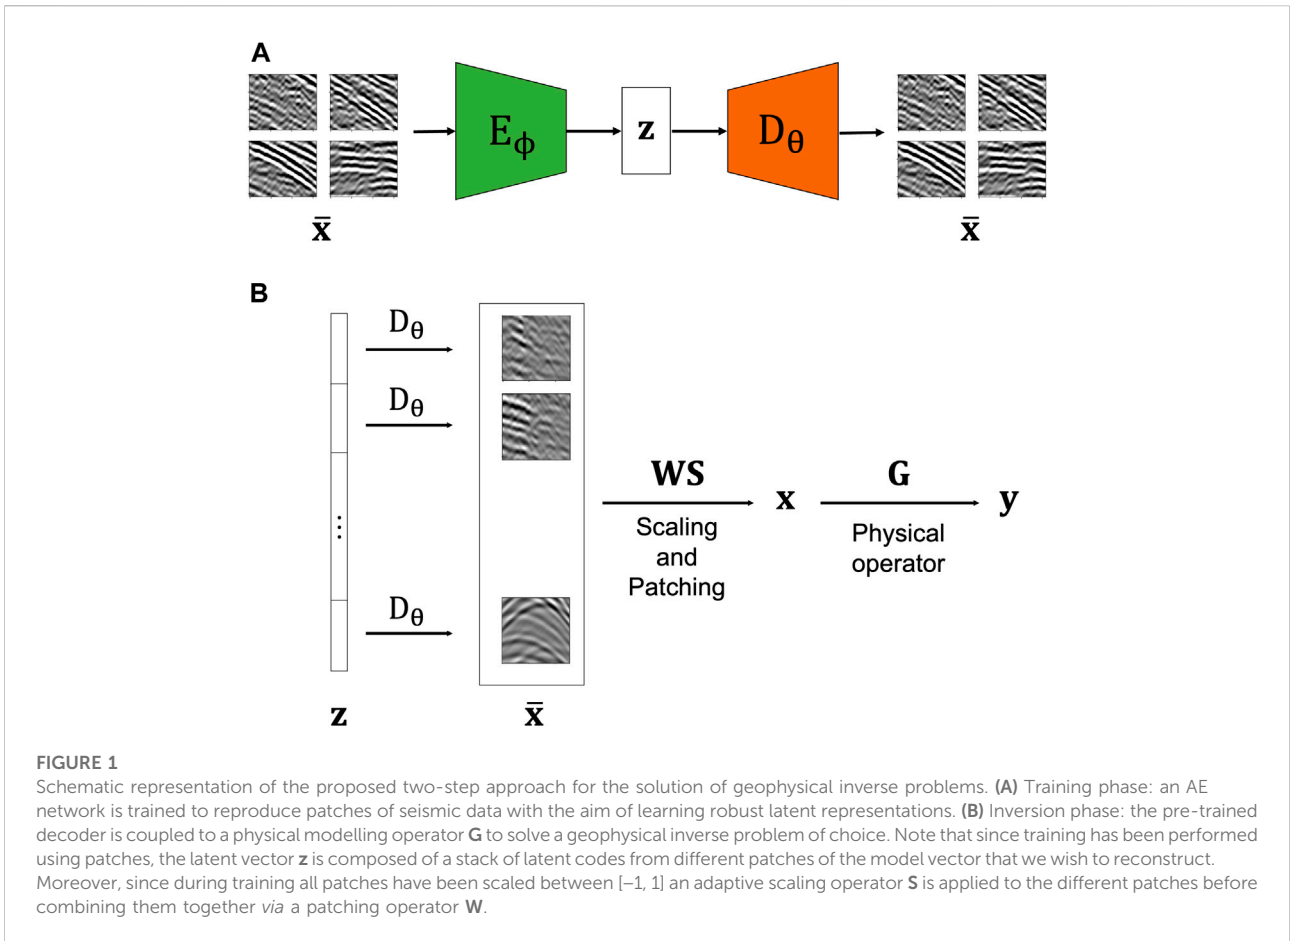 A
E_ϕ
z
D_θ
x̄
x̄
B
D_θ
D_θ
⋮
D_θ
WS
Scaling
and
Patching
x
G
Physical
operator
y
z
x̄
FIGURE 1
Schematic representation of the proposed two-step approach for the solution of geophysical inverse problems. (A) Training phase: an AE
network is trained to reproduce patches of seismic data with the aim of learning robust latent representations. (B) Inversion phase: the pre-trained
decoder is coupled to a physical modelling operator G to solve a geophysical inverse problem of choice. Note that since training has been performed
using patches, the latent vector z is composed of a stack of latent codes from different patches of the model vector that we wish to reconstruct.
Moreover, since during training all patches have been scaled between [–1, 1] an adaptive scaling operator S is applied to the different patches before
combining them together via a patching operator W.